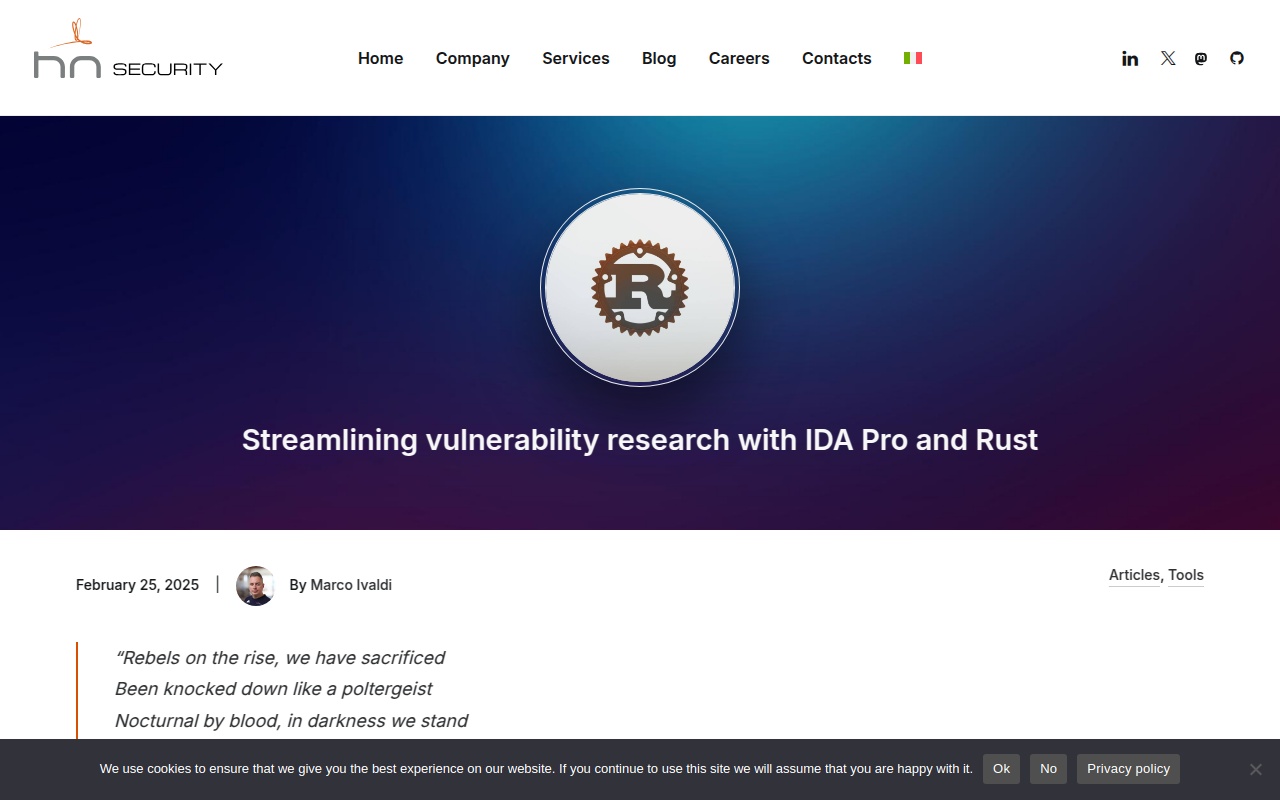 hn SECURITY
Home Company Services Blog Careers Contacts
R
Streamlining vulnerability research with IDA Pro and Rust
February 25, 2025 | By Marco Ivaldi
Articles, Tools
“Rebels on the rise, we have sacrificed
Been knocked down like a poltergeist
Nocturnal by blood, in darkness we stand
We use cookies to ensure that we give you the best experience on our website. If you continue to use this site we will assume that you are happy with it. Ok No Privacy policy